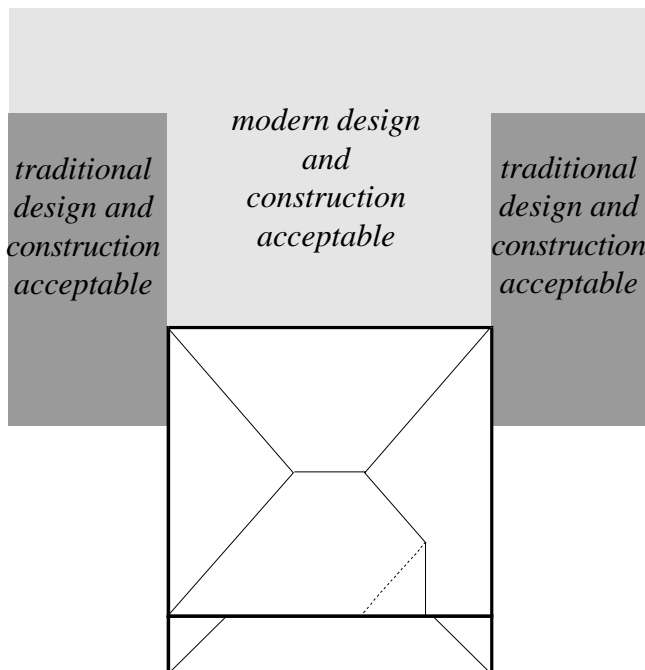 modern design
and
construction
acceptable
traditional
design and
construction
acceptable
traditional
design and
construction
acceptable